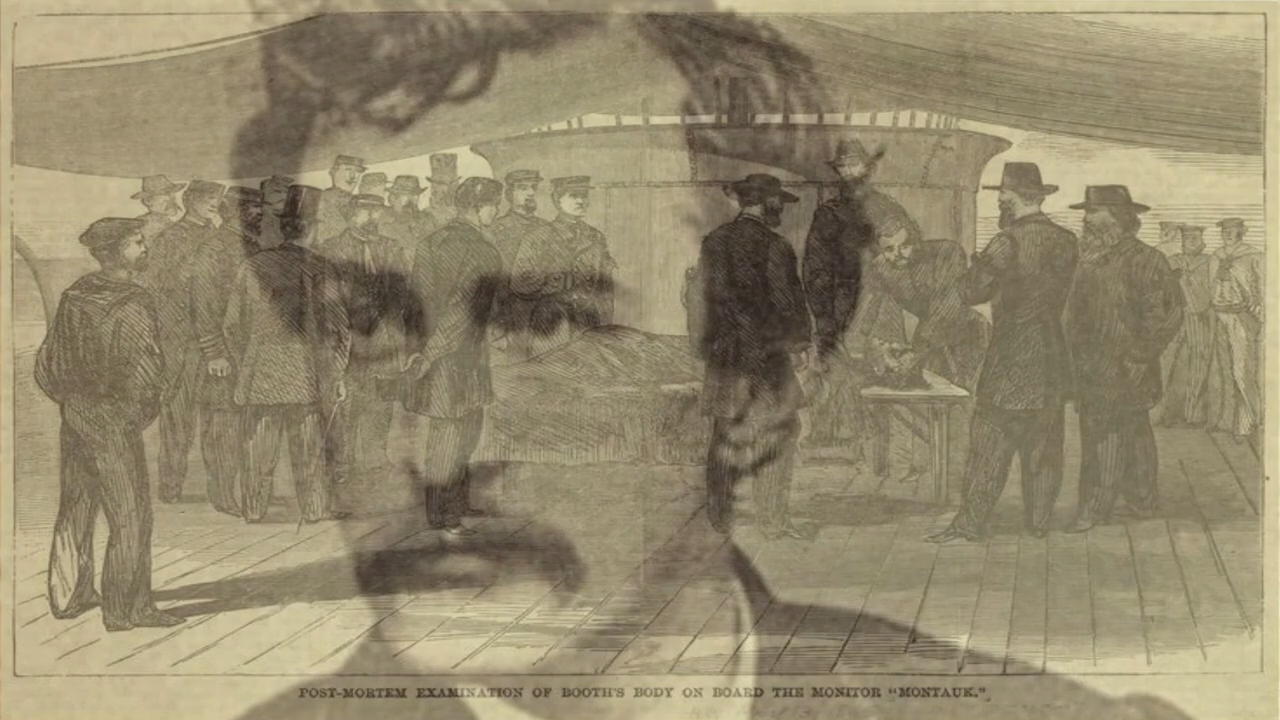 POST-MORTEM EXAMINATION OF BOOTH'S BODY ON BOARD THE MONITOR "MONTAUK."